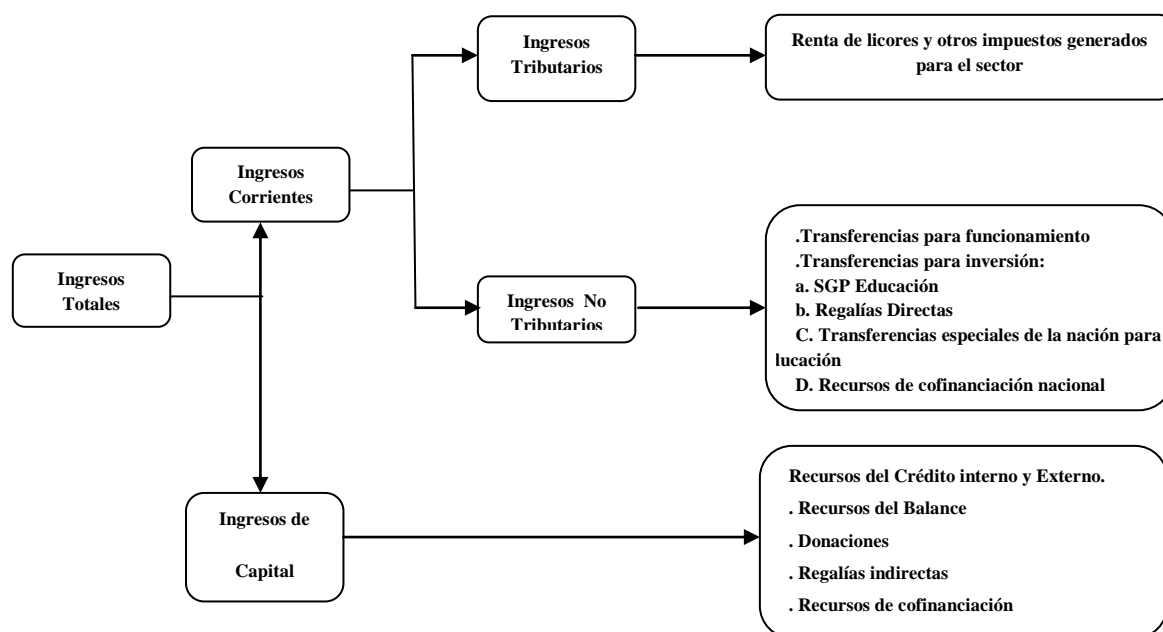 Ingresos
Tributarios
Renta de licores y otros impuestos generados
para el sector
Ingresos
Corrientes
Ingresos
Totales
Ingresos No
Tributarios
.Transferencias para funcionamiento
.Transferencias para inversión:
a. SGP Educación
b. Regalías Directas
C. Transferencias especiales de la nación para
lucación
D. Recursos de cofinanciación nacional
Ingresos de
Capital
Recursos del Crédito interno y Externo.
. Recursos del Balance
. Donaciones
. Regalías indirectas
. Recursos de cofinanciación